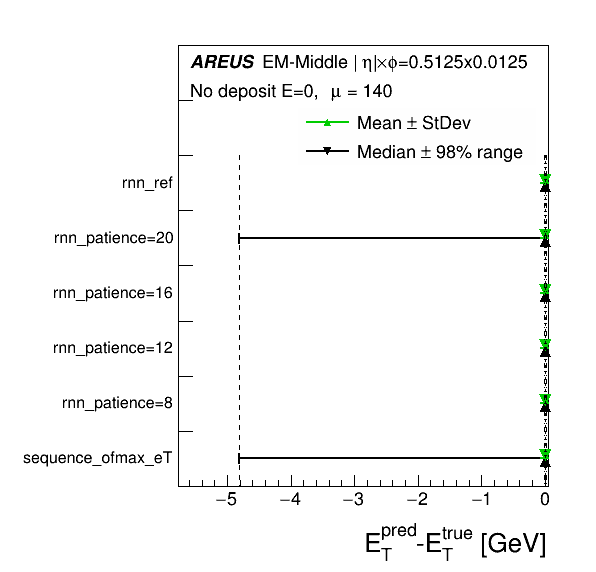 AREUS EM-Middle | η|×ϕ=0.5125x0.0125
No deposit E=0, μ = 140
Mean ± StDev
Median ± 98% range
rnn_ref
rnn_patience=20
rnn_patience=16
rnn_patience=12
rnn_patience=8
sequence_ofmax_eT
−5 −4 −3 −2 −1 0
E_T^pred-E_T^true [GeV]